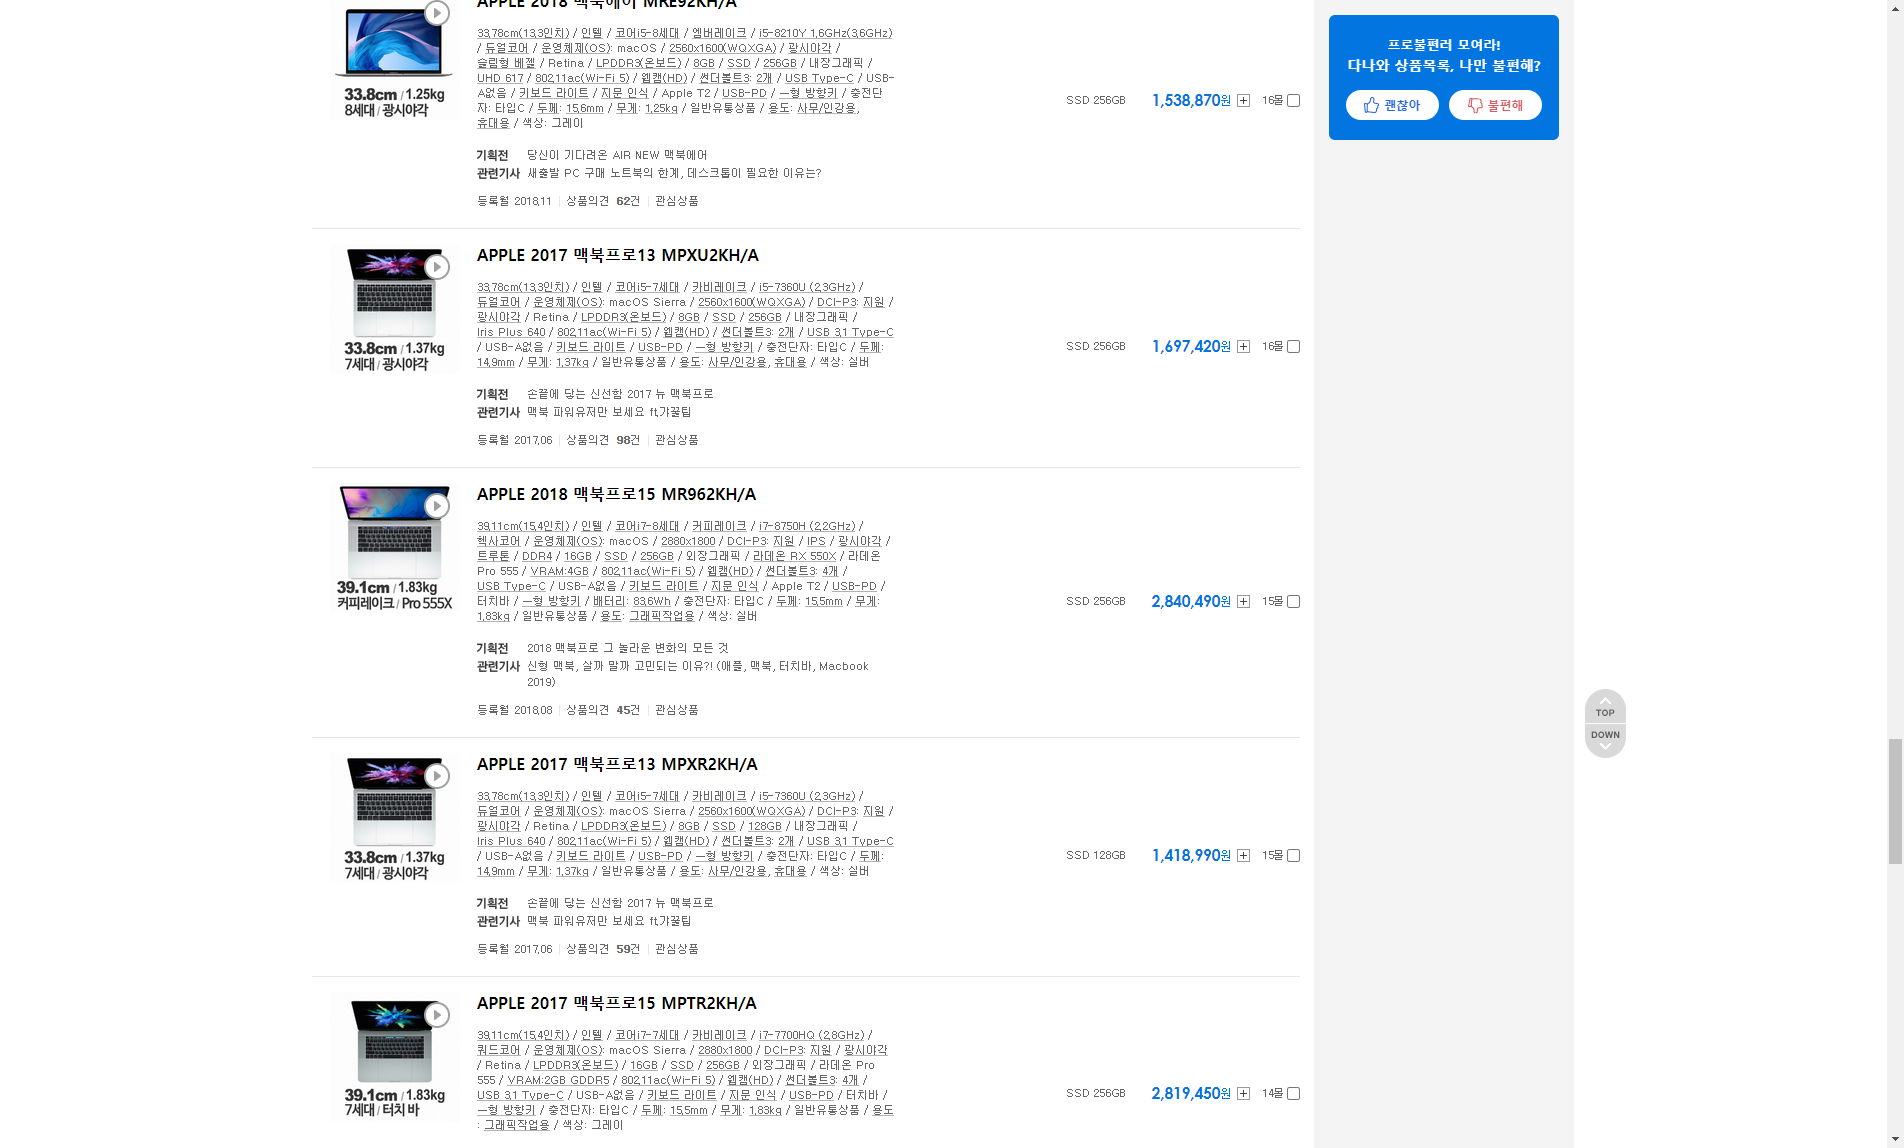 APPLE 2018 맥북에어 MRE92KH/A
33.8cm / 1.25kg
8세대 / 광시야각
33.78cm(13.3인치) / 인텔 / 코어i5-8세대 / 엠버레이크 / i5-8210Y 1.6GHz(3.6GHz)
/ 듀얼코어 / 운영체제(OS): macOS / 2560x1600(WQXGA) / 광시야각 /
슬림형 베젤 / Retina / LPDDR3(온보드) / 8GB / SSD / 256GB / 내장그래픽 /
UHD 617 / 802.11ac(Wi-Fi 5) / 웹캠(HD) / 썬더볼트3: 2개 / USB Type-C / USB-
A없음 / 키보드 라이트 / 지문 인식 / Apple T2 / USB-PD / ㅡ형 방향키 / 충전단
자: 타입C / 두께: 15.6mm / 무게: 1.25kg / 일반유통상품 / 용도: 사무/인강용,
휴대용 / 색상: 그레이
SSD 256GB 1,538,870원 16몰
기획전 당신이 기다려온 AIR NEW 맥북에어
관련기사 새출발 PC 구매 노트북의 한계, 데스크톱이 필요한 이유는?
등록월 2018.11 상품의견 62건 관심상품
APPLE 2017 맥북프로13 MPXU2KH/A
33.8cm / 1.37kg
7세대 / 광시야각
33.78cm(13.3인치) / 인텔 / 코어i5-7세대 / 카비레이크 / i5-7360U (2.3GHz) /
듀얼코어 / 운영체제(OS): macOS Sierra / 2560x1600(WQXGA) / DCI-P3: 지원 /
광시야각 / Retina / LPDDR3(온보드) / 8GB / SSD / 256GB / 내장그래픽 /
Iris Plus 640 / 802.11ac(Wi-Fi 5) / 웹캠(HD) / 썬더볼트3: 2개 / USB 3.1 Type-C
/ USB-A없음 / 키보드 라이트 / USB-PD / ㅡ형 방향키 / 충전단자: 타입C / 두께:
14.9mm / 무게: 1.37kg / 일반유통상품 / 용도: 사무/인강용, 휴대용 / 색상: 실버
SSD 256GB 1,697,420원 16몰
기획전 손끝에 닿는 신선함 2017 뉴 맥북프로
관련기사 맥북 파워유저만 보세요 ft.갸꿀팁
등록월 2017.06 상품의견 98건 관심상품
APPLE 2018 맥북프로15 MR962KH/A
39.1cm / 1.83kg
커피레이크 / Pro 555X
39.11cm(15.4인치) / 인텔 / 코어i7-8세대 / 커피레이크 / i7-8750H (2.2GHz) /
헥사코어 / 운영체제(OS): macOS / 2880x1800 / DCI-P3: 지원 / IPS / 광시야각 /
트루톤 / DDR4 / 16GB / SSD / 256GB / 외장그래픽 / 라데온 RX 550X / 라데온
Pro 555 / VRAM:4GB / 802.11ac(Wi-Fi 5) / 웹캠(HD) / 썬더볼트3: 4개 /
USB Type-C / USB-A없음 / 키보드 라이트 / 지문 인식 / Apple T2 / USB-PD /
터치바 / ㅡ형 방향키 / 배터리: 83.6Wh / 충전단자: 타입C / 두께: 15.5mm / 무게:
1.83kg / 일반유통상품 / 용도: 그래픽작업용 / 색상: 실버
SSD 256GB 2,840,490원 15몰
기획전 2018 맥북프로 그 놀라운 변화의 모든 것
관련기사 신형 맥북, 살까 말까 고민되는 이유?! (애플, 맥북, 터치바, Macbook
2019)
등록월 2018.08 상품의견 45건 관심상품
APPLE 2017 맥북프로13 MPXR2KH/A
33.8cm / 1.37kg
7세대 / 광시야각
33.78cm(13.3인치) / 인텔 / 코어i5-7세대 / 카비레이크 / i5-7360U (2.3GHz) /
듀얼코어 / 운영체제(OS): macOS Sierra / 2560x1600(WQXGA) / DCI-P3: 지원 /
광시야각 / Retina / LPDDR3(온보드) / 8GB / SSD / 128GB / 내장그래픽 /
Iris Plus 640 / 802.11ac(Wi-Fi 5) / 웹캠(HD) / 썬더볼트3: 2개 / USB 3.1 Type-C
/ USB-A없음 / 키보드 라이트 / USB-PD / ㅡ형 방향키 / 충전단자: 타입C / 두께:
14.9mm / 무게: 1.37kg / 일반유통상품 / 용도: 사무/인강용, 휴대용 / 색상: 실버
SSD 128GB 1,418,990원 15몰
기획전 손끝에 닿는 신선함 2017 뉴 맥북프로
관련기사 맥북 파워유저만 보세요 ft.갸꿀팁
등록월 2017.06 상품의견 59건 관심상품
APPLE 2017 맥북프로15 MPTR2KH/A
39.1cm / 1.83kg
7세대 / 터치 바
39.11cm(15.4인치) / 인텔 / 코어i7-7세대 / 카비레이크 / i7-7700HQ (2.8GHz) /
쿼드코어 / 운영체제(OS): macOS Sierra / 2880x1800 / DCI-P3: 지원 / 광시야각
/ Retina / LPDDR3(온보드) / 16GB / SSD / 256GB / 외장그래픽 / 라데온 Pro
555 / VRAM:2GB GDDR5 / 802.11ac(Wi-Fi 5) / 웹캠(HD) / 썬더볼트3: 4개 /
USB 3.1 Type-C / USB-A없음 / 키보드 라이트 / 지문 인식 / USB-PD / 터치바 /
ㅡ형 방향키 / 충전단자: 타입C / 두께: 15.5mm / 무게: 1.83kg / 일반유통상품 / 용도
: 그래픽작업용 / 색상: 그레이
SSD 256GB 2,819,450원 14몰
프로불편러 모여라!
다나와 상품목록, 나만 불편해?
괜찮아 불편해
TOP
DOWN